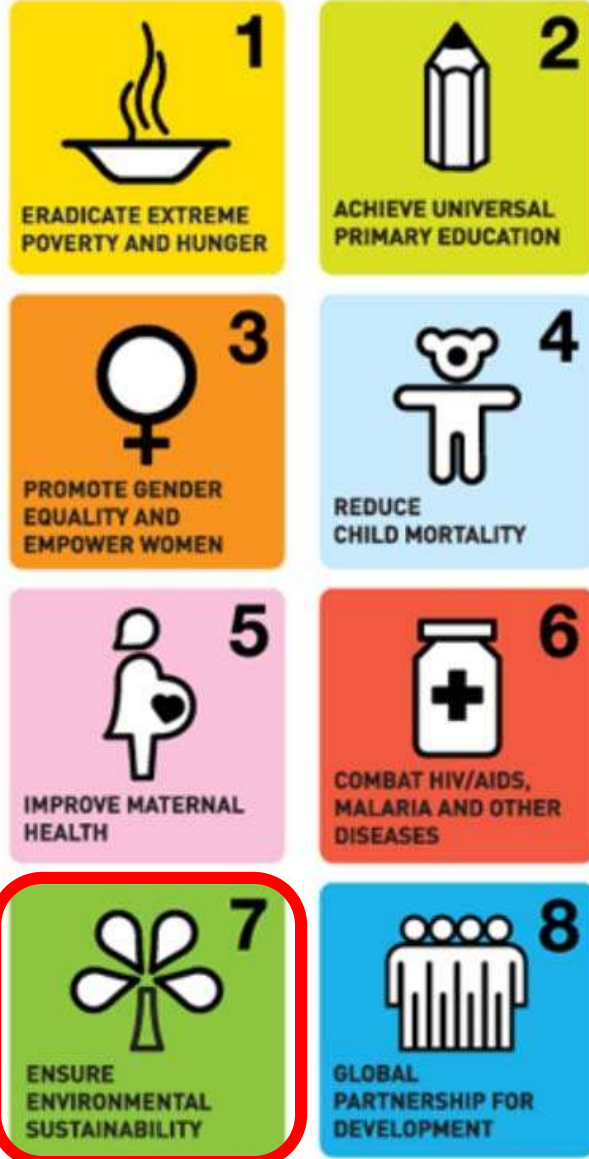 1
ERADICATE EXTREME
POVERTY AND HUNGER
2
ACHIEVE UNIVERSAL
PRIMARY EDUCATION
3
PROMOTE GENDER
EQUALITY AND
EMPOWER WOMEN
4
REDUCE
CHILD MORTALITY
5
IMPROVE MATERNAL
HEALTH
6
COMBAT HIV/AIDS,
MALARIA AND OTHER
DISEASES
7
ENSURE
ENVIRONMENTAL
SUSTAINABILITY
8
GLOBAL
PARTNERSHIP FOR
DEVELOPMENT